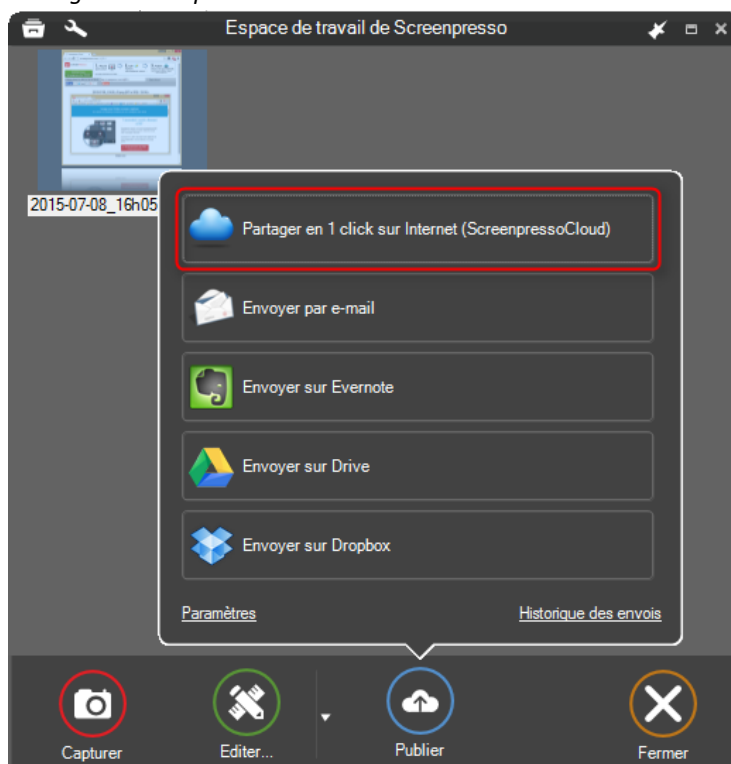 Espace de travail de Screenpresso
2015-07-08_16h05
Partager en 1 click sur Internet (ScreenpressoCloud)
Envoyer par e-mail
Envoyer sur Evernote
Envoyer sur Drive
Envoyer sur Dropbox
Paramètres
Historique des envois
Capturer
Editer...
Publier
Fermer